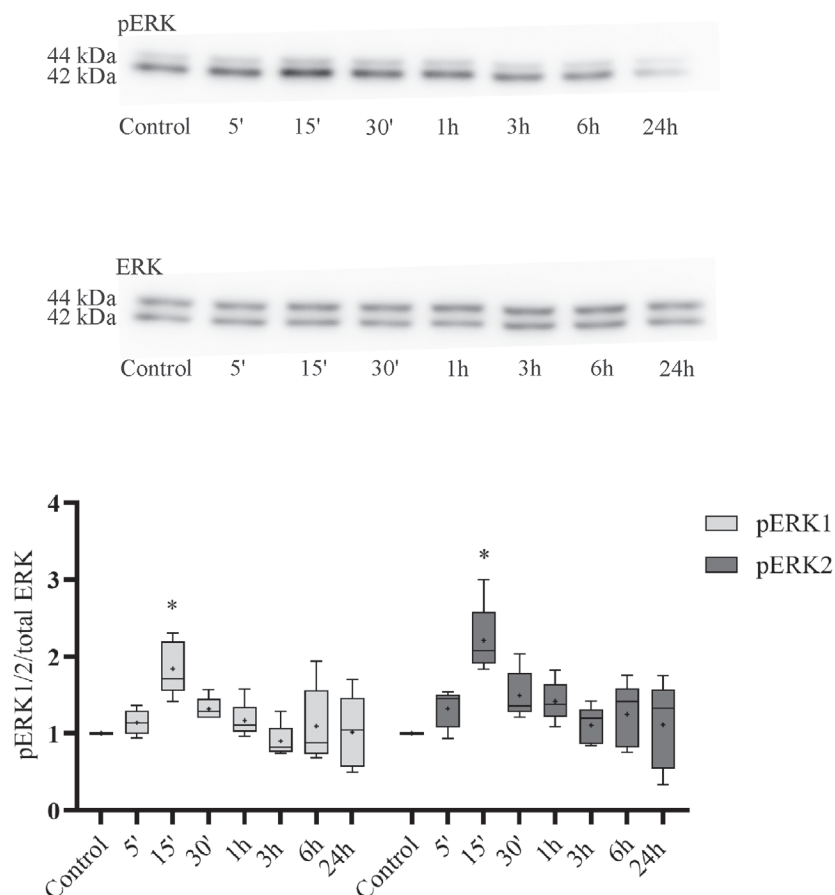 pERK
44 kDa
42 kDa
Control 5' 15' 30' 1h 3h 6h 24h
ERK
44 kDa
42 kDa
Control 5' 15' 30' 1h 3h 6h 24h
pERK1/2/total ERK
4
3
2
1
0
* *
pERK1
pERK2
Control 5' 15' 30' 1h 3h 6h 24h Control 5' 15' 30' 1h 3h 6h 24h